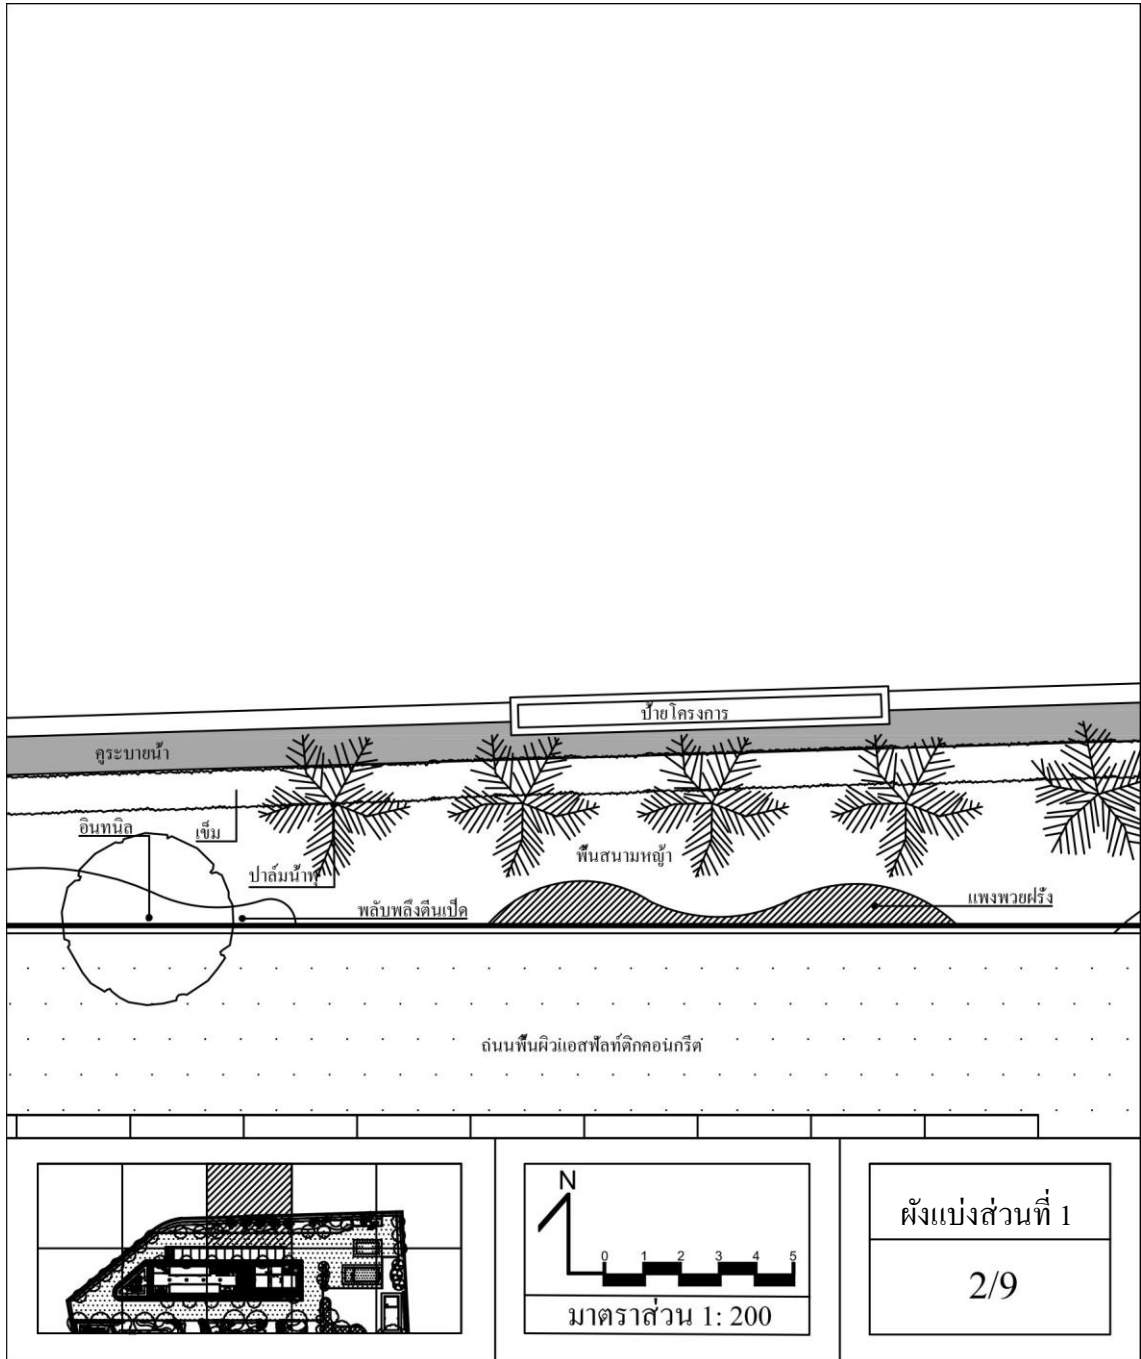 ป้ายโครงการ
คูระบายน้ำ
อินทนิล
เข็ม
พื้นสนามหญ้า
ปาล์มน้ำพุ
พลับพลึงตีนเป็ด
แพงพวยฝรั่ง
ถนนพื้นผิวแอสฟัลท์ติกคอนกรีต
N
0 1 2 3 4 5
มาตราส่วน 1: 200
ผังแบ่งส่วนที่ 1
2/9